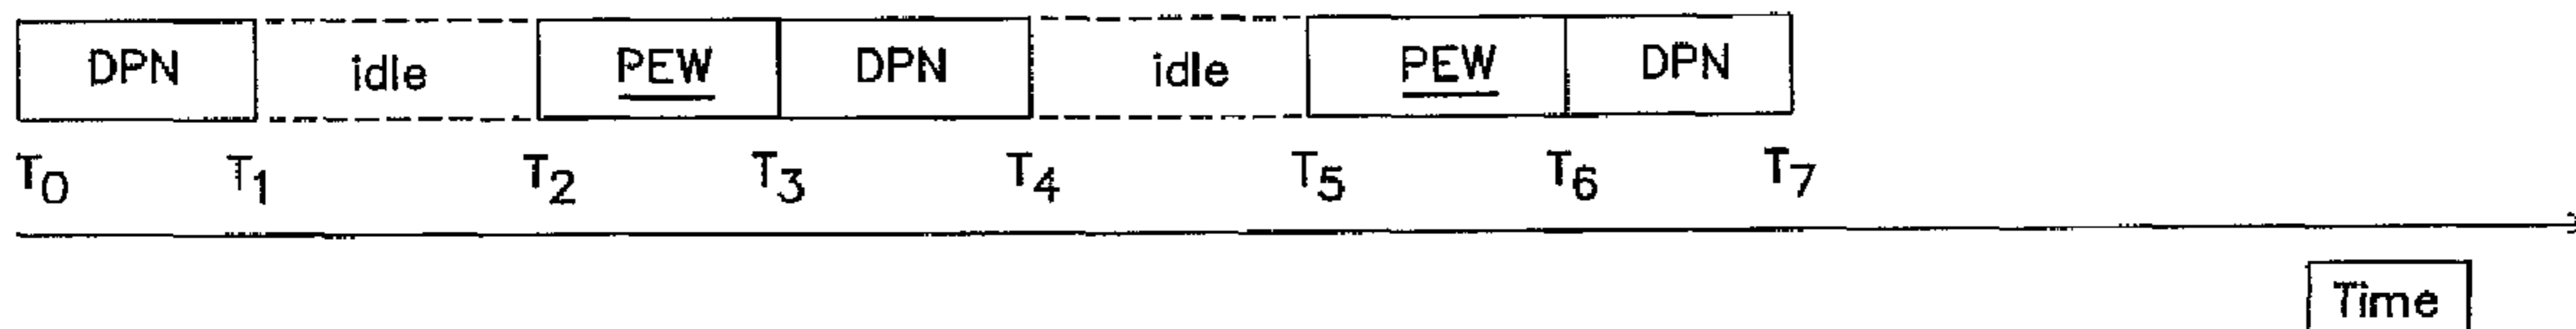 DPN idle PEW DPN idle PEW DPN
T0 T1 T2 T3 T4 T5 T6 T7
Time